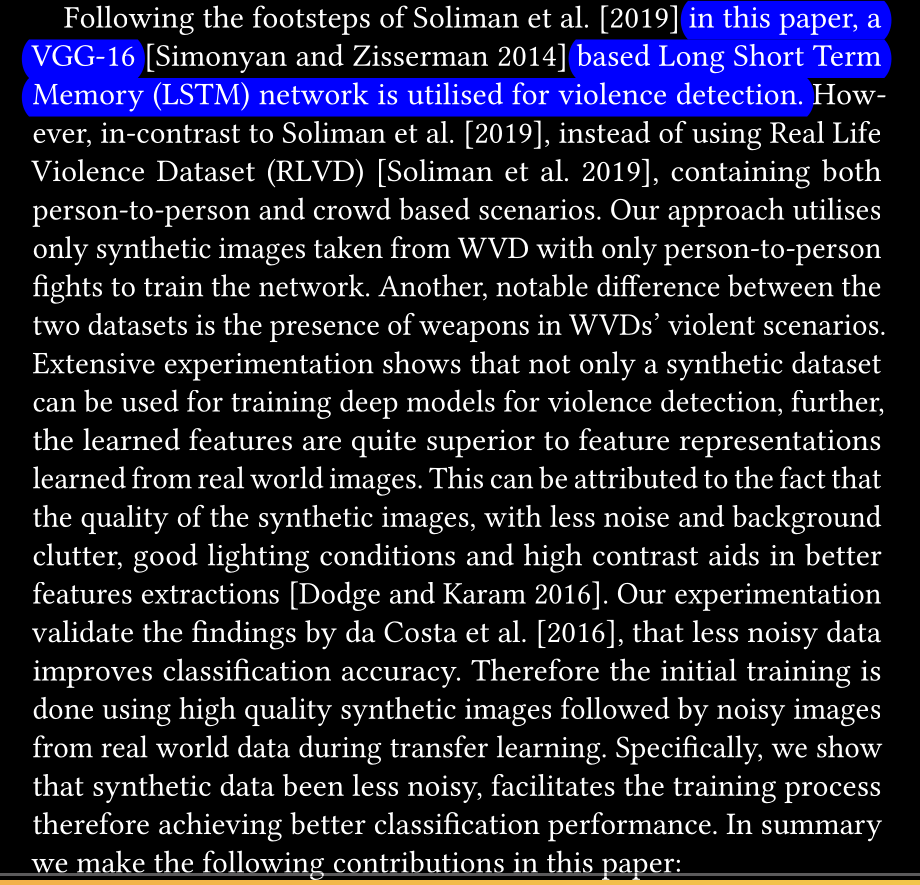 Following the footsteps of Soliman et al. [2019] in this paper, a
VGG-16 [Simonyan and Zisserman 2014] based Long Short Term
Memory (LSTM) network is utilised for violence detection. How-
ever, in-contrast to Soliman et al. [2019], instead of using Real Life
Violence Dataset (RLVD) [Soliman et al. 2019], containing both
person-to-person and crowd based scenarios. Our approach utilises
only synthetic images taken from WVD with only person-to-person
fights to train the network. Another, notable difference between the
two datasets is the presence of weapons in WVDs’ violent scenarios.
Extensive experimentation shows that not only a synthetic dataset
can be used for training deep models for violence detection, further,
the learned features are quite superior to feature representations
learned from real world images. This can be attributed to the fact that
the quality of the synthetic images, with less noise and background
clutter, good lighting conditions and high contrast aids in better
features extractions [Dodge and Karam 2016]. Our experimentation
validate the findings by da Costa et al. [2016], that less noisy data
improves classification accuracy. Therefore the initial training is
done using high quality synthetic images followed by noisy images
from real world data during transfer learning. Specifically, we show
that synthetic data been less noisy, facilitates the training process
therefore achieving better classification performance. In summary
we make the following contributions in this paper: